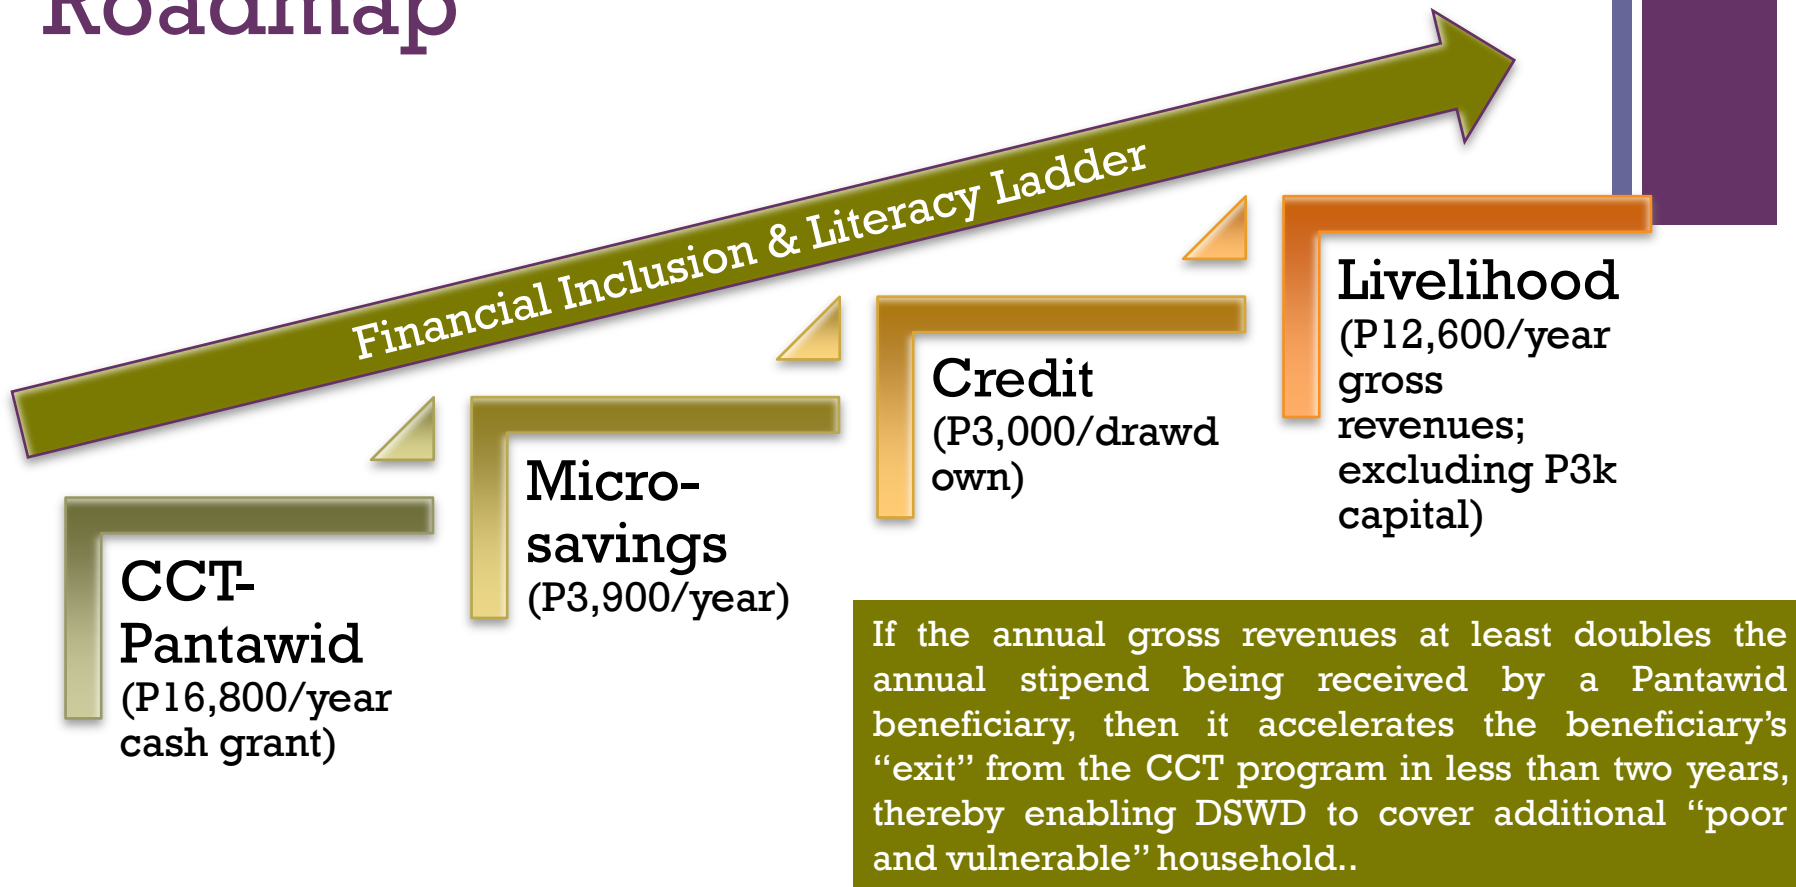 Roadmap
Financial Inclusion & Literacy Ladder
CCT-
Pantawid
(P16,800/year
cash grant)
Micro-
savings
(P3,900/year)
Credit
(P3,000/drawd
own)
Livelihood
(P12,600/year
gross
revenues;
excluding P3k
capital)
If the annual gross revenues at least doubles the
annual stipend being received by a Pantawid
beneficiary, then it accelerates the beneficiary’s
“exit” from the CCT program in less than two years,
thereby enabling DSWD to cover additional “poor
and vulnerable” household..